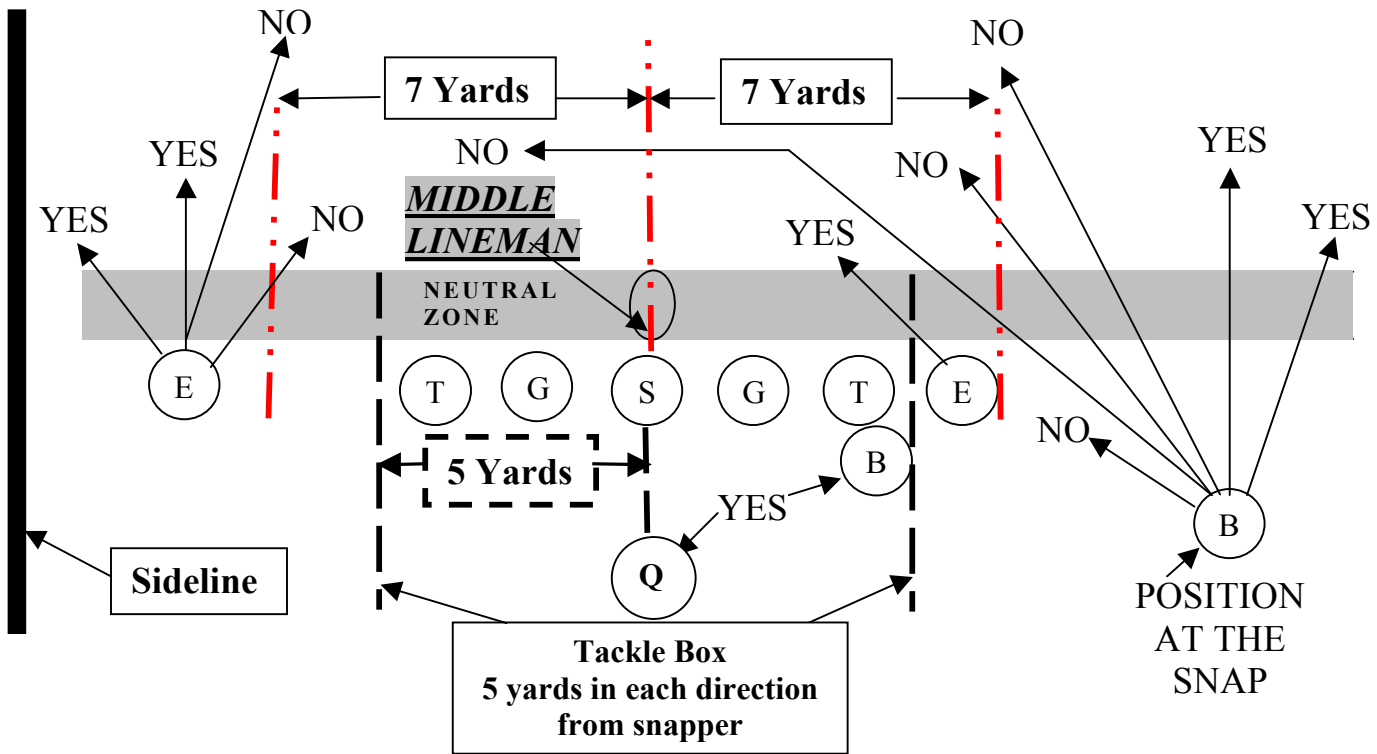 NO
NO
7 Yards
7 Yards
YES
NO
NO
YES
YES
NO
MIDDLE
LINEMAN
YES
YES
NEUTRAL
ZONE
E
T
G
S
G
T
E
NO
5 Yards
B
YES
B
Sideline
Q
POSITION
AT THE
SNAP
Tackle Box
5 yards in each direction
from snapper